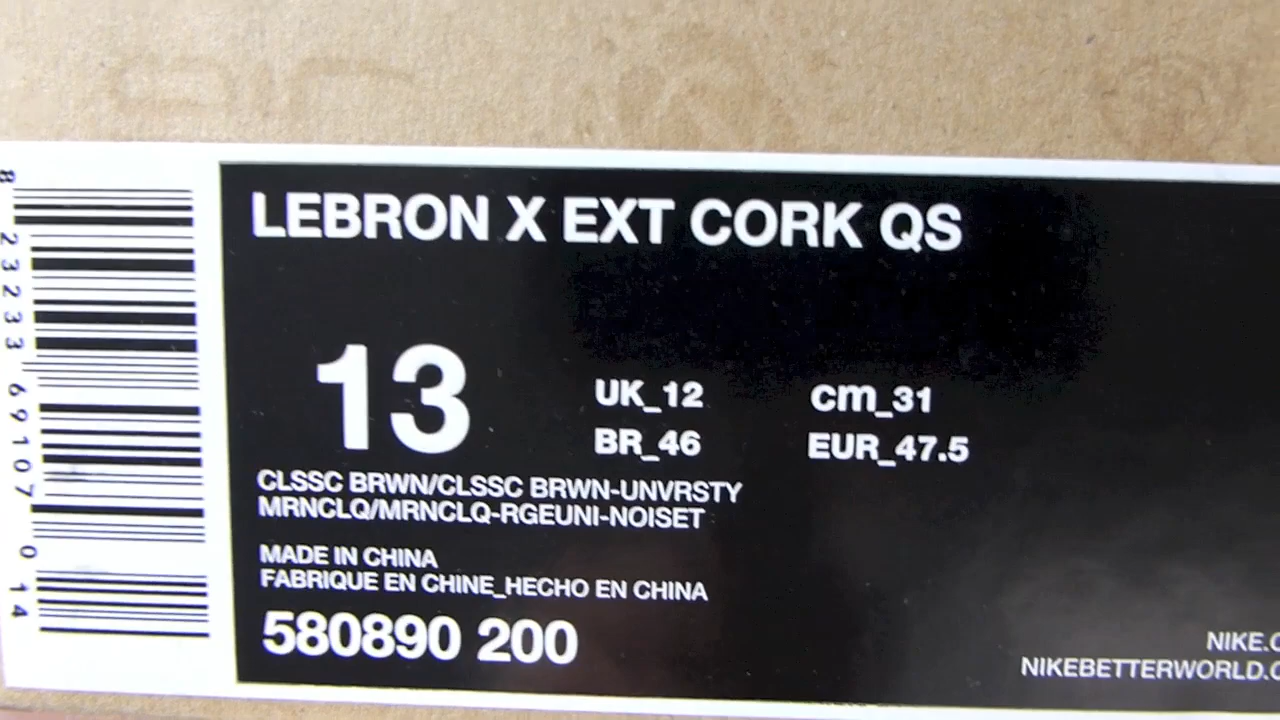 LEBRON X EXT CORK QS
13
UK_12 cm_31
BR_46 EUR_47.5
CLSSC BRWN/CLSSC BRWN-UNVRSTY
MRNCLQ/MRNCLQ-RGEUNI-NOISET
MADE IN CHINA
FABRIQUE EN CHINE_HECHO EN CHINA
580890 200
NIKE.C
NIKEBETTERWORLD.C
8 23233 69107 0 14